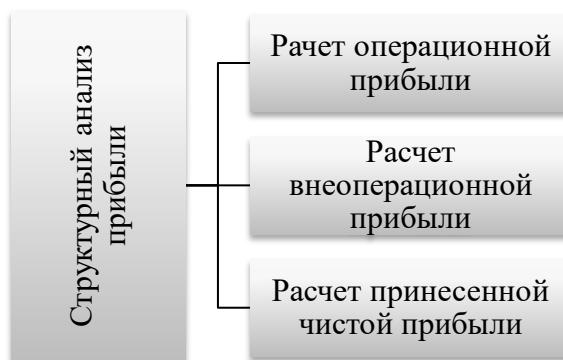 Структурный анализ
прибыли
Рачет операционной
прибыли
Расчет
внеоперационной
прибыли
Расчет принесенной
чистой прибыли